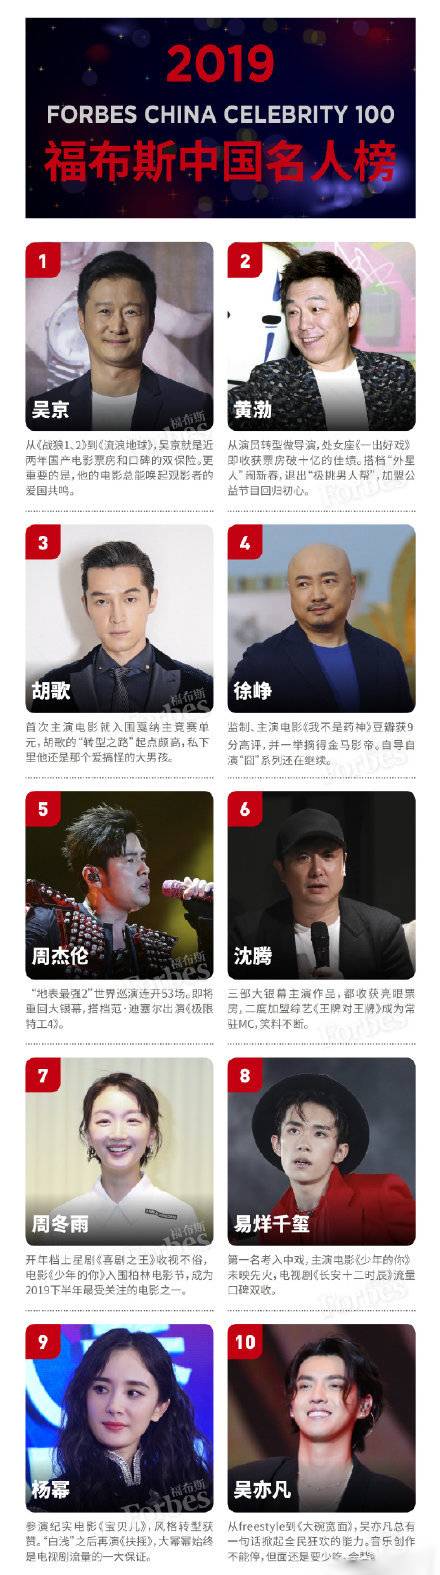 2019
FORBES CHINA CELEBRITY 100
福布斯中国名人榜
1
吴京
从《战狼1、2》到《流浪地球》,吴京就是近
两年国产电影票房和口碑的双保险。更
重要的是,他的电影总能唤起观影者的
爱国共鸣。
2
黄渤
从演员转型做导演,处女座《一出好戏》
即收获票房破十亿的佳绩。搭档“外星
人”闹新春,退出“极挑男人帮”,加盟公
益节目回归初心。
3
胡歌
首次主演电影就入围戛纳主竞赛单
元,胡歌的“转型之路”起点颇高,私下
里他还是那个爱搞怪的大男孩。
4
徐峥
监制、主演电影《我不是药神》豆瓣获9
分高评,并一举摘得金马影帝。自导自
演“囧”系列还在继续。
5
周杰伦
“地表最强2”世界巡演连开53场。即将
重回大银幕,搭档范·迪塞尔出演《极限
特工4》。
6
沈腾
三部大银幕主演作品,都收获亮眼票
房,二度加盟综艺《王牌对王牌》成为常
驻MC,笑料不断。
7
周冬雨
开年档上星剧《喜剧之王》收视不俗,
电影《少年的你》入围柏林电影节,成为
2019下半年最受关注的电影之一。
8
易烊千玺
第一名考入中戏,主演电影《少年的你》
未映先火,电视剧《长安十二时辰》流量
口碑双收。
9
杨幂
参演纪实电影《宝贝儿》,风格转型获
赞。“白浅”之后再演《扶摇》,大幂幂始终
是电视剧流量的一大保证。
10
吴亦凡
从freestyle到《大碗宽面》,吴亦凡总有
一句话掀起全民狂欢的能力。音乐创作
不能停,但面还是要少吃,
福布斯
Forbes